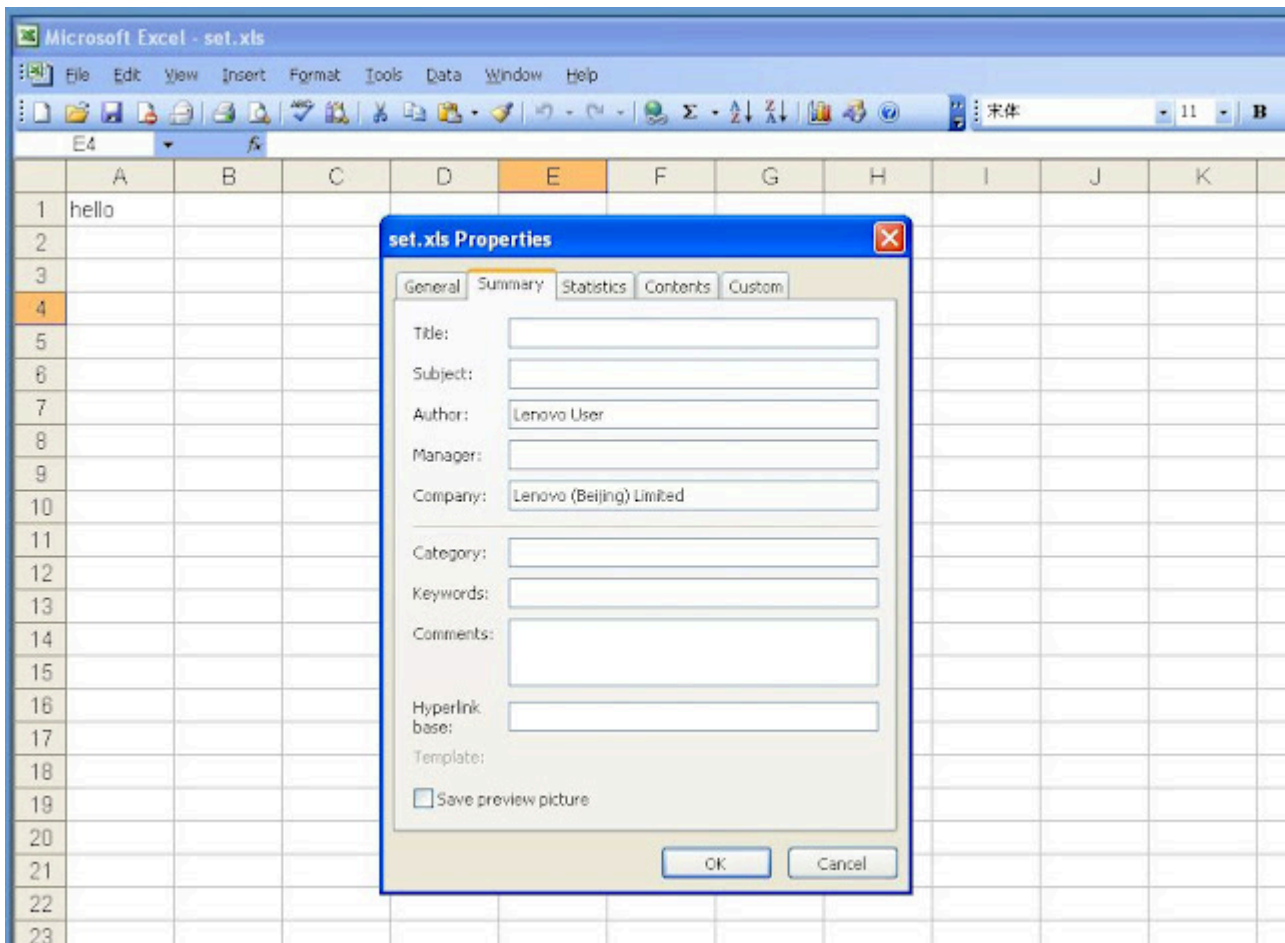 Microsoft Excel - set.xls
File Edit View Insert Format Tools Data Window Help
宋体 11 B
E4 fx
A B C D E F G H I J K
1 hello
2
3
4
5
6
7
8
9
10
11
12
13
14
15
16
17
18
19
20
21
22
23
set.xls Properties
General Summary Statistics Contents Custom
Title:
Subject:
Author: Lenovo User
Manager:
Company: Lenovo (Beijing) Limited
Category:
Keywords:
Comments:
Hyperlink
base:
Template:
Save preview picture
OK Cancel